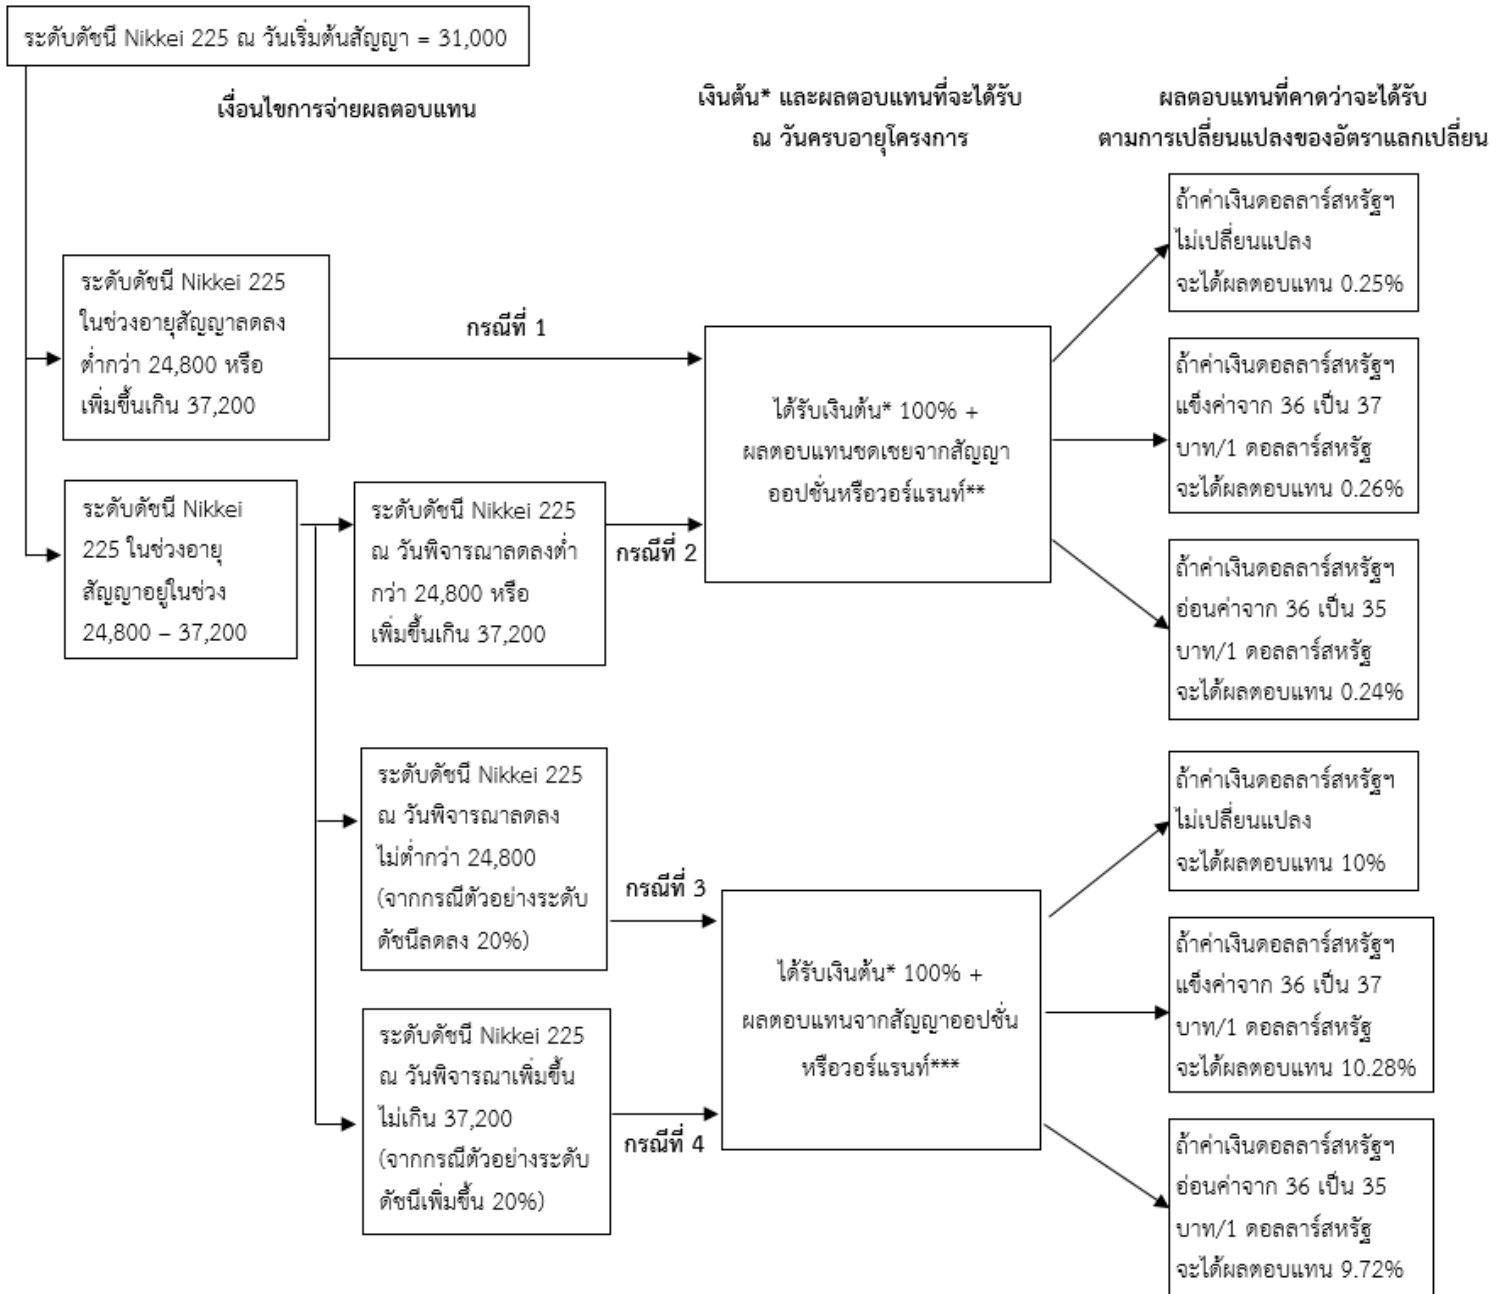 ระดับดัชนี Nikkei 225 ณ วันเริ่มต้นสัญญา = 31,000
เงื่อนไขการจ่ายผลตอบแทน
เงินต้น* และผลตอบแทนที่จะได้รับ
ณ วันครบอายุโครงการ
ผลตอบแทนที่คาดว่าจะได้รับ
ตามการเปลี่ยนแปลงของอัตราแลกเปลี่ยน
ระดับดัชนี Nikkei 225
ในช่วงอายุสัญญาลดลง
ต่ำกว่า 24,800 หรือ
เพิ่มขึ้นเกิน 37,200
กรณีที่ 1
ระดับดัชนี Nikkei
225 ในช่วงอายุ
สัญญาอยู่ในช่วง
24,800 – 37,200
ระดับดัชนี Nikkei 225
ณ วันพิจารณาลดลงต่ำ
กว่า 24,800 หรือ
เพิ่มขึ้นเกิน 37,200
กรณีที่ 2
ได้รับเงินต้น* 100% +
ผลตอบแทนชดเชยจากสัญญา
ออปชั่นหรือวอร์แรนท์**
ถ้าค่าเงินดอลลาร์สหรัฐฯ
ไม่เปลี่ยนแปลง
จะได้ผลตอบแทน 0.25%
ถ้าค่าเงินดอลลาร์สหรัฐฯ
แข็งค่าจาก 36 เป็น 37
บาท/1 ดอลลาร์สหรัฐ
จะได้ผลตอบแทน 0.26%
ถ้าค่าเงินดอลลาร์สหรัฐฯ
อ่อนค่าจาก 36 เป็น 35
บาท/1 ดอลลาร์สหรัฐ
จะได้ผลตอบแทน 0.24%
ระดับดัชนี Nikkei 225
ณ วันพิจารณาลดลง
ไม่ต่ำกว่า 24,800
(จากกรณีตัวอย่างระดับ
ดัชนีลดลง 20%)
กรณีที่ 3
ระดับดัชนี Nikkei 225
ณ วันพิจารณาเพิ่มขึ้น
ไม่เกิน 37,200
(จากกรณีตัวอย่างระดับ
ดัชนีเพิ่มขึ้น 20%)
กรณีที่ 4
ได้รับเงินต้น* 100% +
ผลตอบแทนจากสัญญาออปชั่น
หรือวอร์แรนท์***
ถ้าค่าเงินดอลลาร์สหรัฐฯ
ไม่เปลี่ยนแปลง
จะได้ผลตอบแทน 10%
ถ้าค่าเงินดอลลาร์สหรัฐฯ
แข็งค่าจาก 36 เป็น 37
บาท/1 ดอลลาร์สหรัฐ
จะได้ผลตอบแทน 10.28%
ถ้าค่าเงินดอลลาร์สหรัฐฯ
อ่อนค่าจาก 36 เป็น 35
บาท/1 ดอลลาร์สหรัฐ
จะได้ผลตอบแทน 9.72%